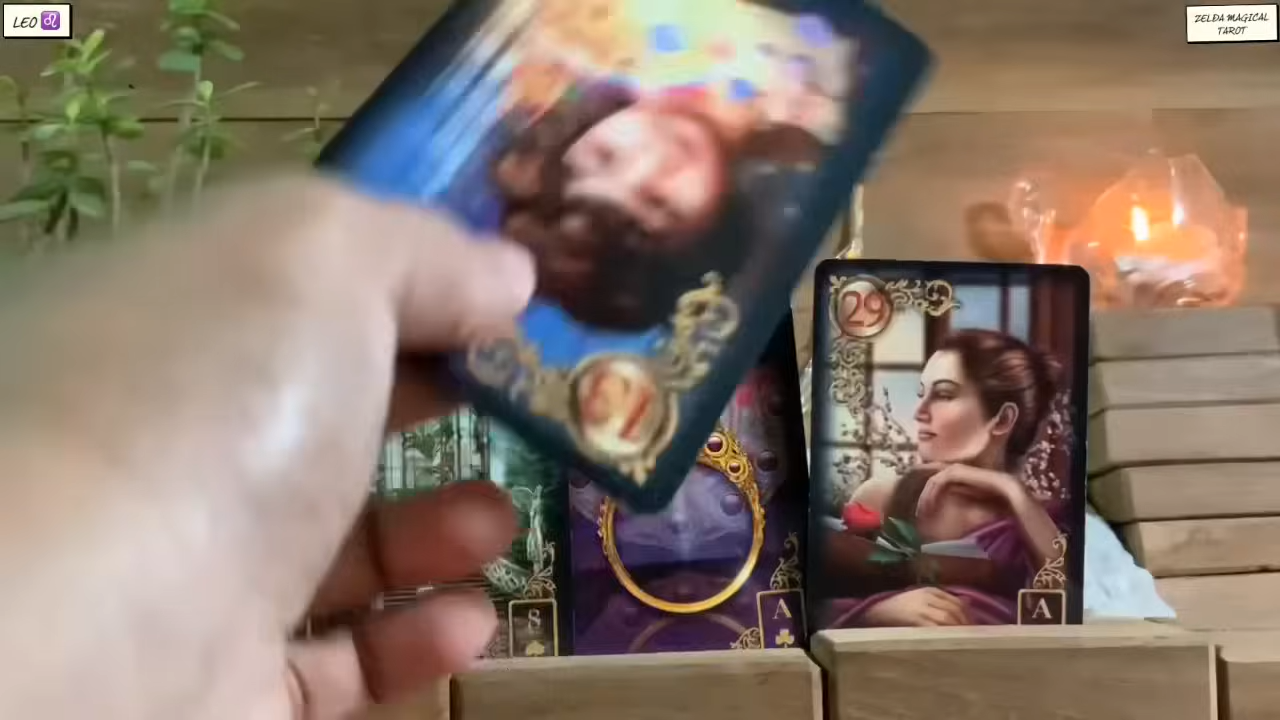 LEO ♌
ZELDA MAGICAL
TAROT
29
8
A
A